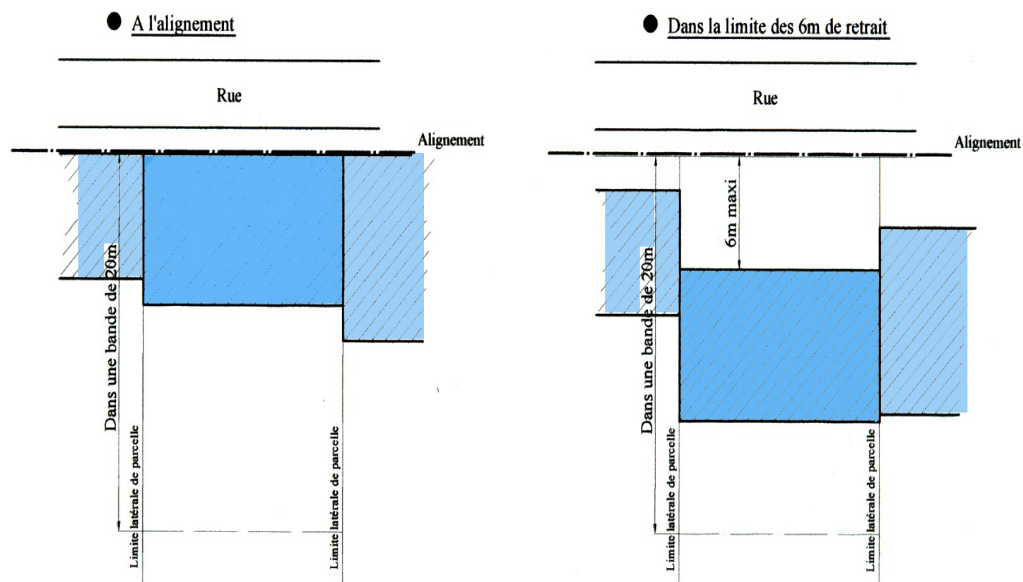 A l'alignement
Rue
Alignement
Dans une bande de 20m
Limite latérale de parcelle
Limite latérale de parcelle
Dans la limite des 6m de retrait
Rue
Alignement
6m maxi
Dans une bande de 20m
Limite latérale de parcelle
Limite latérale de parcelle